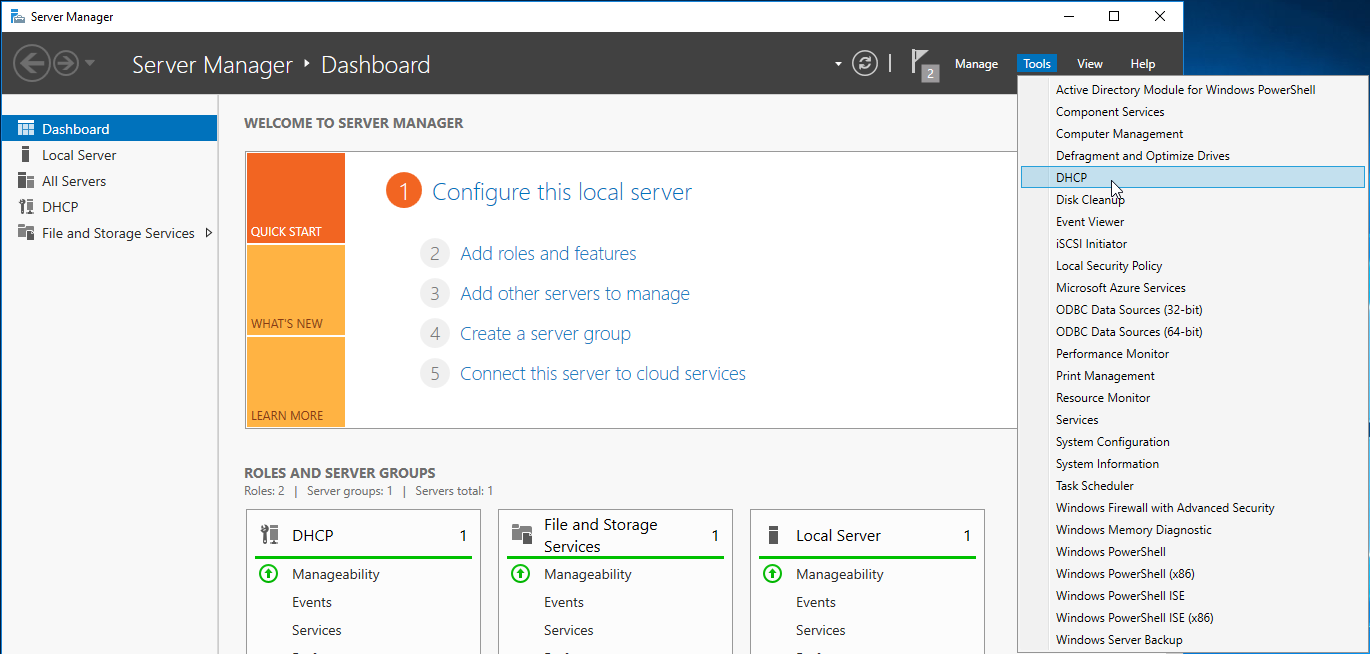 Server Manager
Server Manager ‣ Dashboard
2
Manage
Tools
View
Help
Dashboard
Local Server
All Servers
DHCP
File and Storage Services
WELCOME TO SERVER MANAGER
QUICK START
WHAT'S NEW
LEARN MORE
1 Configure this local server
2 Add roles and features
3 Add other servers to manage
4 Create a server group
5 Connect this server to cloud services
ROLES AND SERVER GROUPS
Roles: 2 | Server groups: 1 | Servers total: 1
DHCP 1
Manageability
Events
Services
File and Storage
Services 1
Manageability
Events
Services
Local Server 1
Manageability
Events
Services
Active Directory Module for Windows PowerShell
Component Services
Computer Management
Defragment and Optimize Drives
DHCP
Disk Cleanup
Event Viewer
iSCSI Initiator
Local Security Policy
Microsoft Azure Services
ODBC Data Sources (32-bit)
ODBC Data Sources (64-bit)
Performance Monitor
Print Management
Resource Monitor
Services
System Configuration
System Information
Task Scheduler
Windows Firewall with Advanced Security
Windows Memory Diagnostic
Windows PowerShell
Windows PowerShell (x86)
Windows PowerShell ISE
Windows PowerShell ISE (x86)
Windows Server Backup